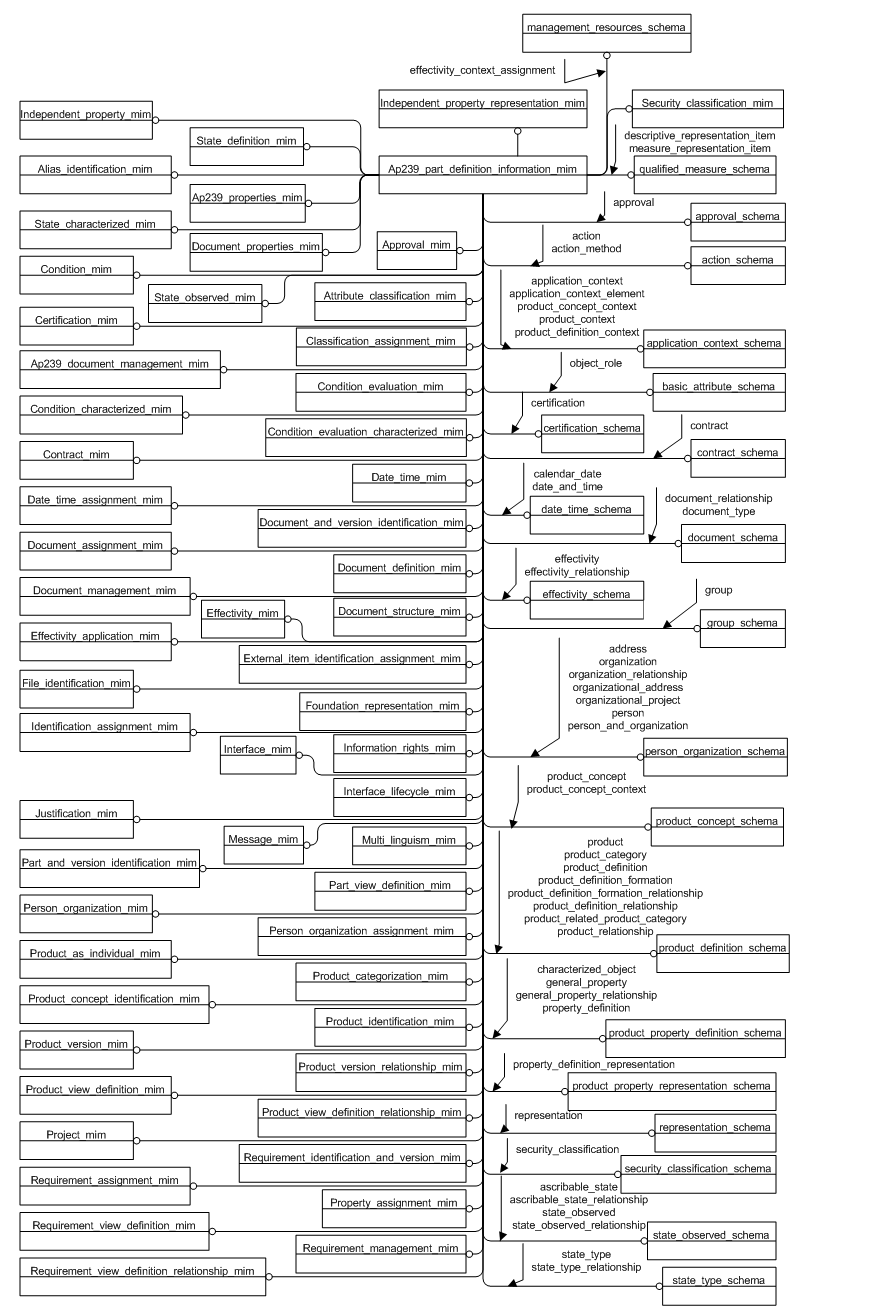 management_resources_schema
effectivity_context_assignment
Independent_property_representation_mim
Security_classification_mim
Independent_property_mim
descriptive_representation_item
measure_representation_item
State_definition_mim
Alias_identification_mim
Ap239_part_definition_information_mim
qualified_measure_schema
Ap239_properties_mim
approval
approval_schema
State_characterized_mim
Document_properties_mim
Approval_mim
action
action_method
action_schema
Condition_mim
State_observed_mim
Attribute_classification_mim
application_context
application_context_element
product_concept_context
product_context
product_definition_context
application_context_schema
Certification_mim
Classification_assignment_mim
Ap239_document_management_mim
object_role
Condition_evaluation_mim
basic_attribute_schema
certification
Condition_characterized_mim
Condition_evaluation_characterized_mim
certification_schema
contract
contract_schema
Contract_mim
Date_time_mim
calendar_date
date_and_time
Date_time_assignment_mim
document_relationship
document_type
date_time_schema
Document_and_version_identification_mim
document_schema
Document_assignment_mim
Document_definition_mim
effectivity
effectivity_relationship
Document_management_mim
effectivity_schema
group
Effectivity_mim
Document_structure_mim
group_schema
Effectivity_application_mim
External_item_identification_assignment_mim
address
organization
organization_relationship
organizational_address
organizational_project
person
person_and_organization
File_identification_mim
Foundation_representation_mim
Identification_assignment_mim
Interface_mim
Information_rights_mim
person_organization_schema
product_concept
product_concept_context
Interface_lifecycle_mim
Justification_mim
product_concept_schema
Message_mim
Multi_linguism_mim
product
product_category
product_definition
product_definition_formation
product_definition_formation_relationship
product_definition_relationship
product_related_product_category
product_relationship
Part_and_version_identification_mim
Part_view_definition_mim
Person_organization_mim
Person_organization_assignment_mim
product_definition_schema
Product_as_individual_mim
Product_categorization_mim
characterized_object
general_property
general_property_relationship
property_definition
Product_concept_identification_mim
Product_identification_mim
product_property_definition_schema
Product_version_mim
Product_version_relationship_mim
property_definition_representation
product_property_representation_schema
Product_view_definition_mim
Product_view_definition_relationship_mim
representation
representation_schema
Project_mim
Requirement_identification_and_version_mim
security_classification
security_classification_schema
Requirement_assignment_mim
Property_assignment_mim
ascribable_state
ascribable_state_relationship
state_observed
state_observed_relationship
Requirement_view_definition_mim
state_observed_schema
Requirement_management_mim
state_type
state_type_relationship
Requirement_view_definition_relationship_mim
state_type_schema